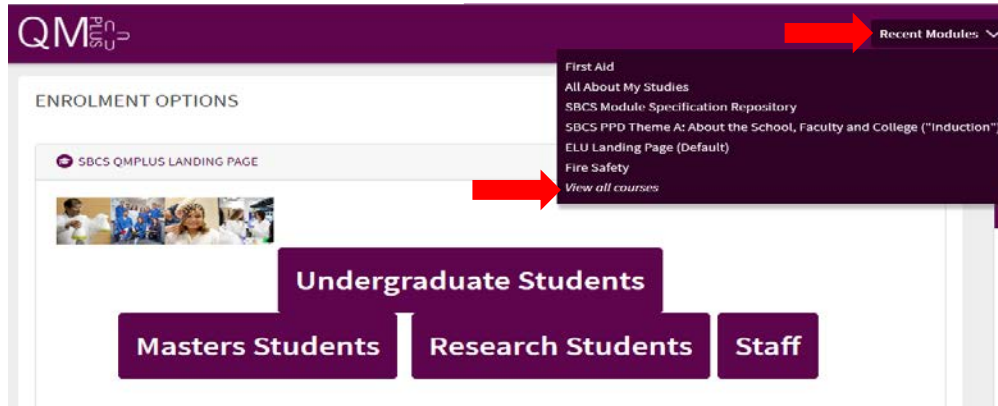 QM PLUS
Recent Modules
First Aid
All About My Studies
SBCS Module Specification Repository
SBCS PPD Theme A: About the School, Faculty and College ("Induction")
ELU Landing Page (Default)
Fire Safety
View all courses
ENROLMENT OPTIONS
SBCS QMPLUS LANDING PAGE
Undergraduate Students
Masters Students
Research Students
Staff